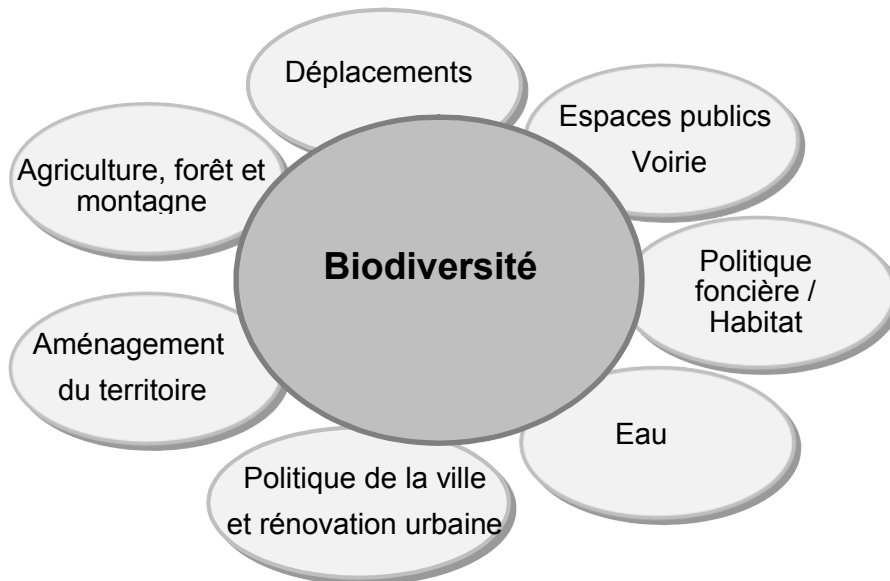 Déplacements
Espaces publics
Voirie
Agriculture, forêt et
montagne
Biodiversité
Politique
foncière /
Habitat
Aménagement
du territoire
Eau
Politique de la ville
et rénovation urbaine